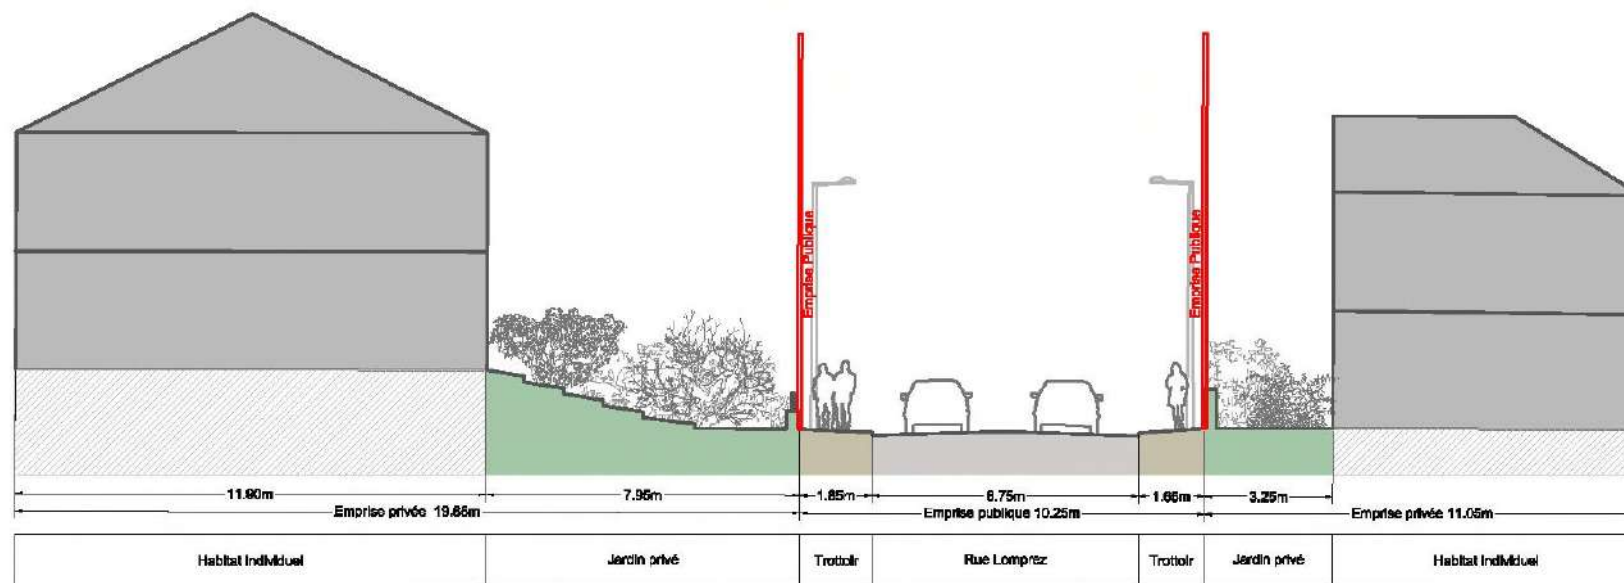 Emprise Publique
Emprise Publique
11.90m
7.95m
1.85m
6.75m
1.65m
3.25m
Emprise privée 19.85m
Emprise publique 10.25m
Emprise privée 11.05m
Habitat Individuel
Jardin privé
Trottoir
Rue Lomprez
Trottoir
Jardin privé
Habitat Individuel